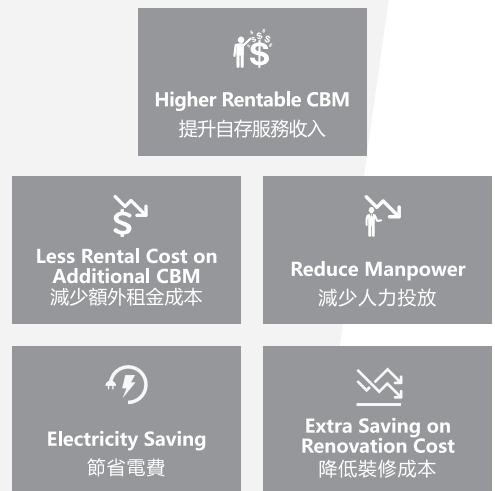 Higher Rentable CBM
提升自存服務收入
Less Rental Cost on
Additional CBM
減少額外租金成本
Reduce Manpower
減少人力投放
Electricity Saving
節省電費
Extra Saving on
Renovation Cost
降低裝修成本